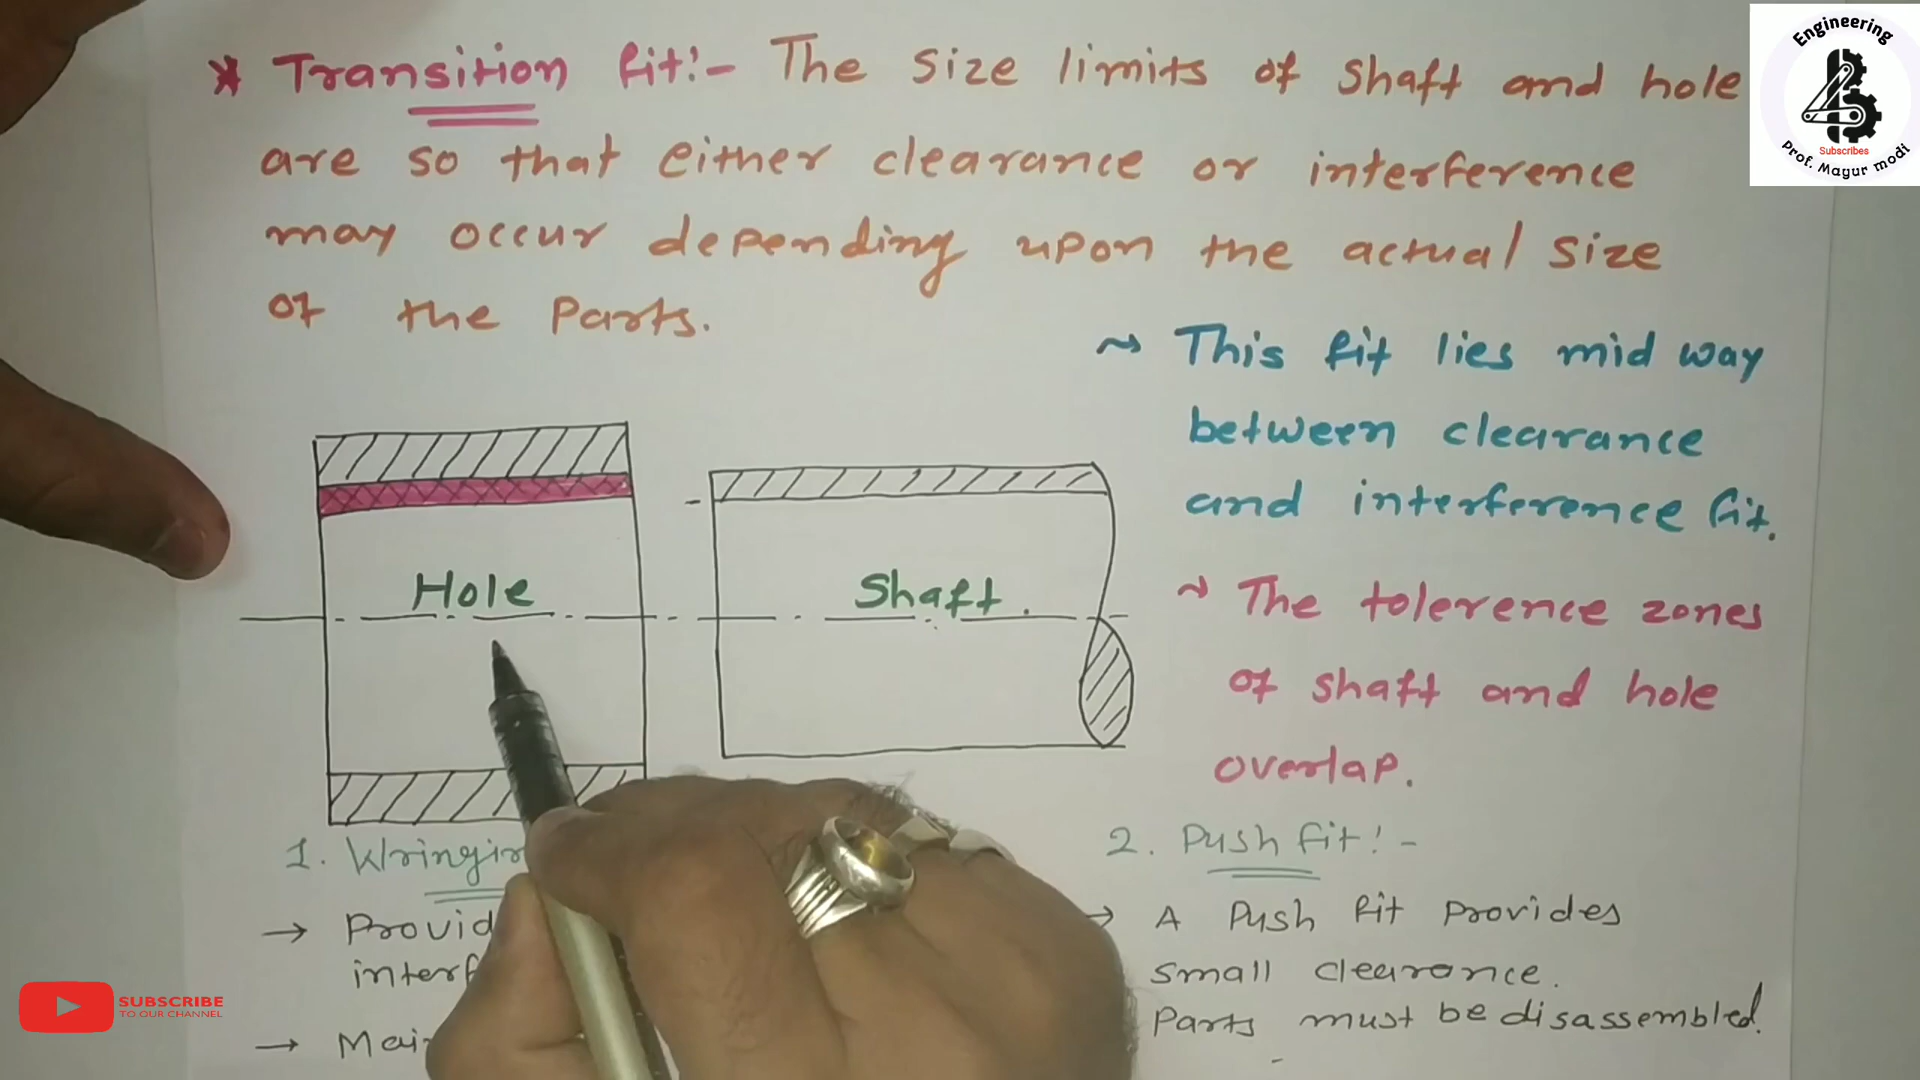 * Transition fit:- The size limits of shaft and hole
are so that either clearance or interference
may occur depending upon the actual size
of the parts.
~ This fit lies mid way
between clearance
and interference fit.
Hole
Shaft.
~ The tolerence zones
of shaft and hole
overlap.
1. Wringin
→ Provid
interf
→ Mai
2. Push fit:-
→ A Push fit provides
small clearance.
Parts must be disassembled.
Engineering
Subscribes
Prof. Mayur modi
SUBSCRIBE
TO OUR CHANNEL